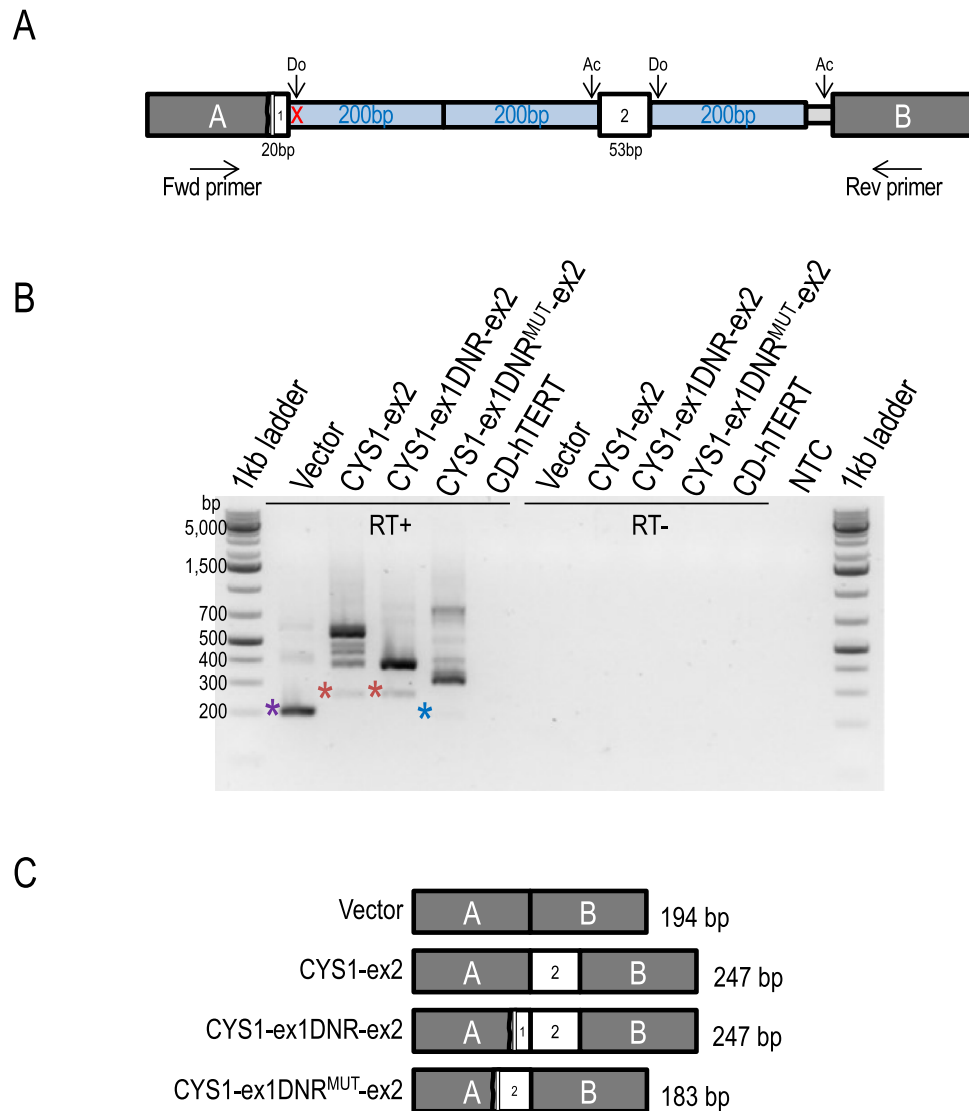 A
Do
Ac
Do
Ac
A
1
X
200bp
200bp
2
200bp
B
20bp
53bp
Fwd primer
Rev primer
B
1kb ladder
Vector
CYS1-ex2
CYS1-ex1DNR-ex2
CYS1-ex1DNRMUT-ex2
CD-hTERT
Vector
CYS1-ex2
CYS1-ex1DNR-ex2
CYS1-ex1DNRMUT-ex2
CD-hTERT
NTC
1kb ladder
bp
RT+
RT-
5,000
1,500
700
500
400
300
*
*
*
*
200
C
Vector A B 194 bp
CYS1-ex2 A 2 B 247 bp
CYS1-ex1DNR-ex2 A 1 2 B 247 bp
CYS1-ex1DNRMUT-ex2 A 2 B 183 bp